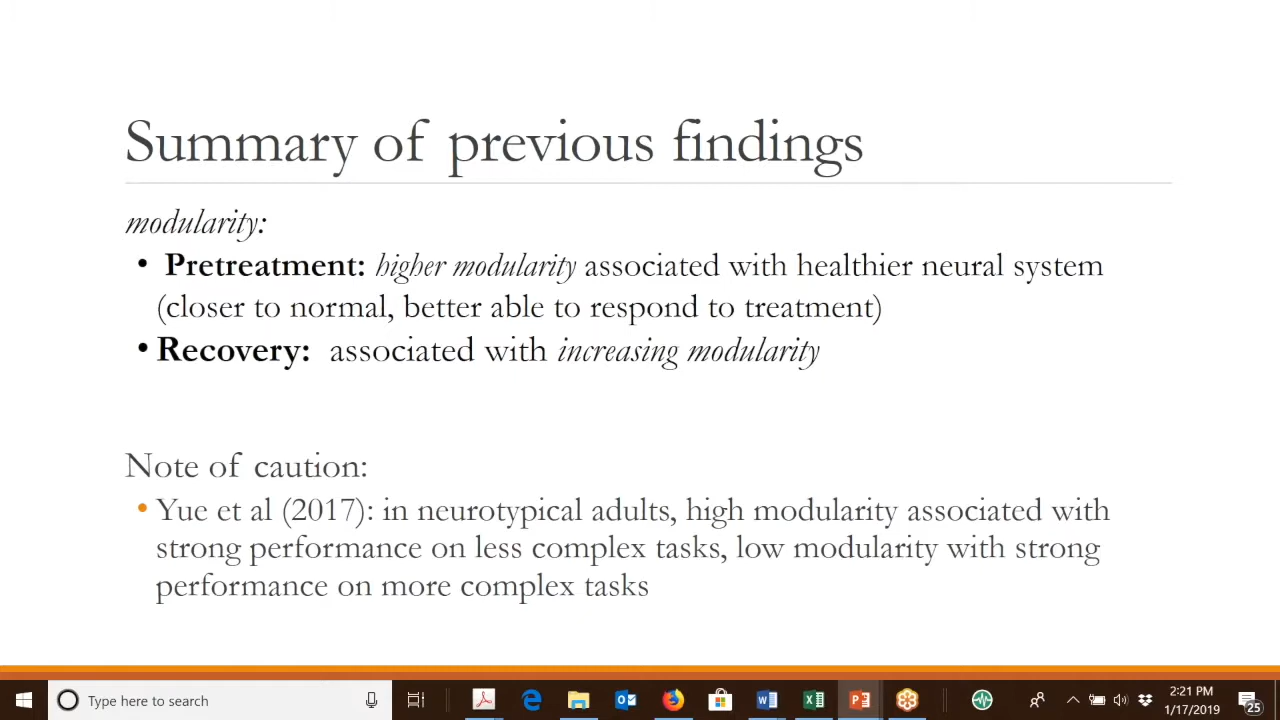 Summary of previous findings
modularity:
• Pretreatment: higher modularity associated with healthier neural system
(closer to normal, better able to respond to treatment)
• Recovery: associated with increasing modularity
Note of caution:
• Yue et al (2017): in neurotypical adults, high modularity associated with
strong performance on less complex tasks, low modularity with strong
performance on more complex tasks
Type here to search
2:21 PM
1/17/2019
25